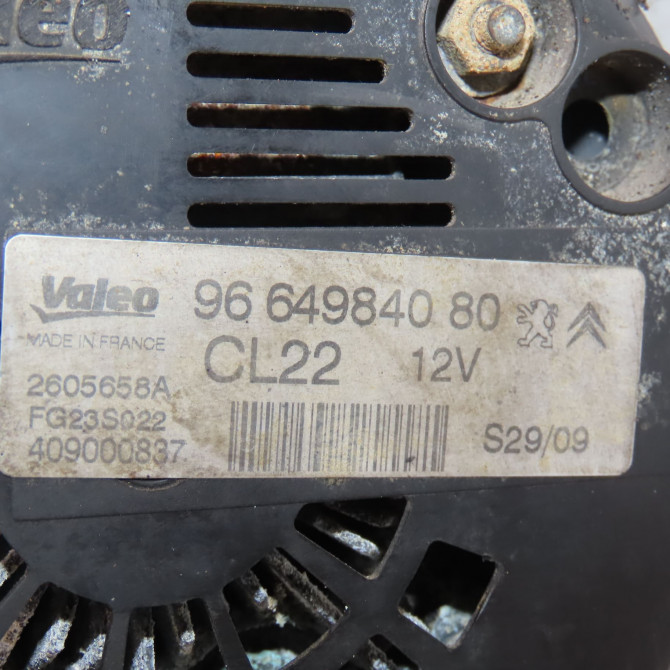 Valeo
Valeo 96 649840 80
MADE IN FRANCE CL22 12V
2605658A
FG23S022
409000837 S29/09